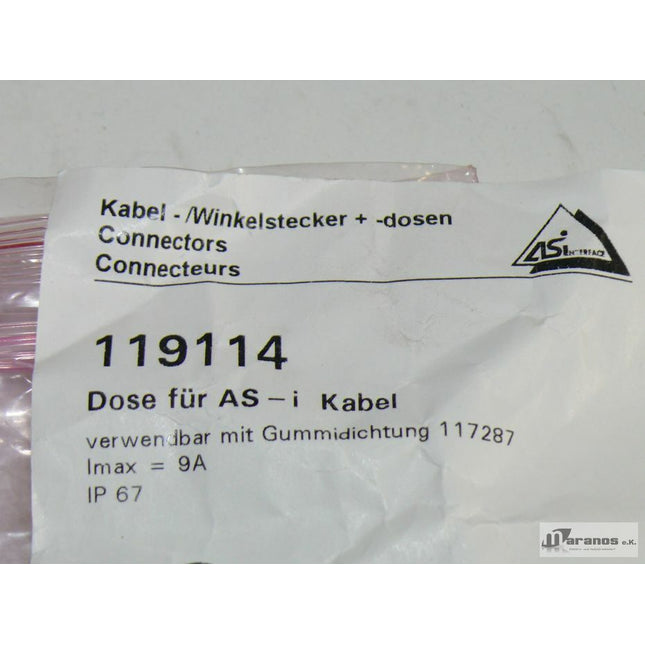 Kabel - /Winkelstecker + -dosen
Connectors
Connecteurs
ASi
INTERFACE
119114
Dose für AS - i Kabel
verwendbar mit Gummidichtung 117287
Imax = 9A
IP 67
Maranos e.K.